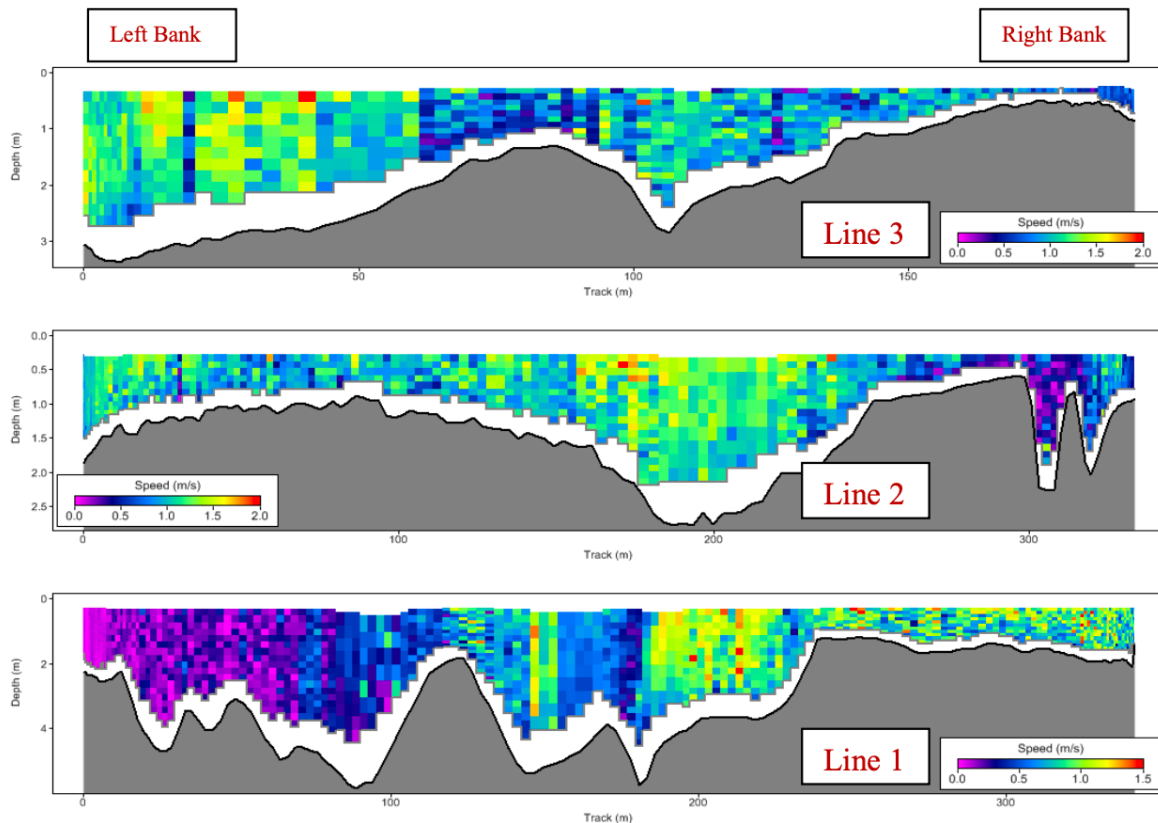 Left Bank
Right Bank
0
1
2
3
Depth (m)
0
50
100
150
Track (m)
Line 3
Speed (m/s)
0.0 0.5 1.0 1.5 2.0
0.0
0.5
1.0
1.5
2.0
2.5
Depth (m)
Speed (m/s)
0.0 0.5 1.0 1.5 2.0
Line 2
0
100
200
300
Track (m)
0
2
4
Depth (m)
Line 1
Speed (m/s)
0.0 0.5 1.0 1.5
0
100
200
300
Track (m)